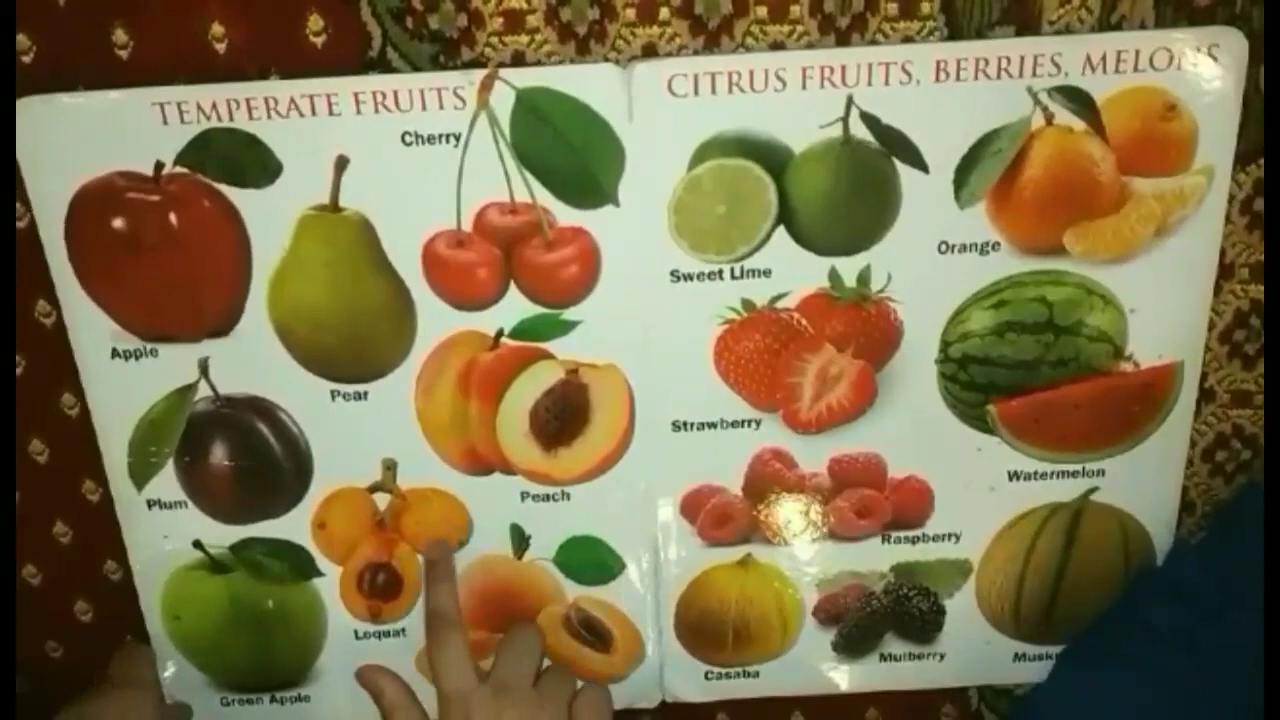 TEMPERATE FRUITS
Cherry
Apple
Pear
Plum
Peach
Loquat
Green Apple
CITRUS FRUITS, BERRIES, MELONS
Sweet Lime
Orange
Strawberry
Watermelon
Raspberry
Casaba
Mulberry